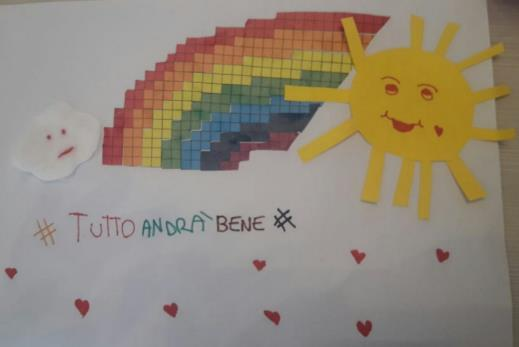 # TUTTO ANDRÀ BENE #